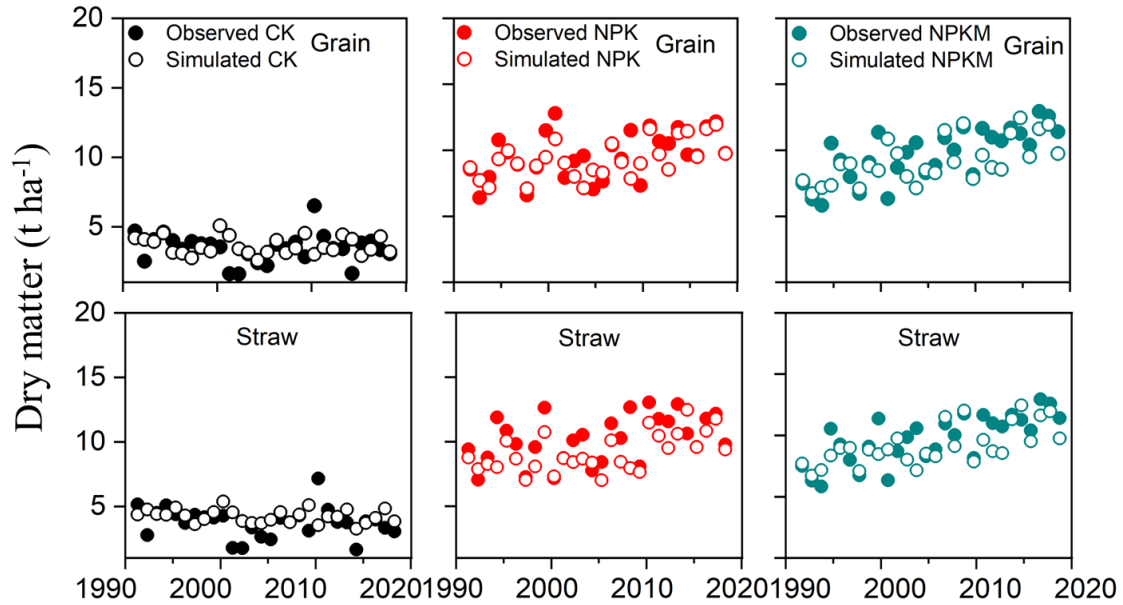 20
15
10
5
Observed CK
Simulated CK
Grain
Observed NPK
Simulated NPK
Grain
Observed NPKM
Simulated NPKM
Grain
Dry matter (t ha⁻¹)
20
15
10
5
Straw
Straw
Straw
1990 2000 2010 20201990 2000 2010 20201990 2000 2010 2020